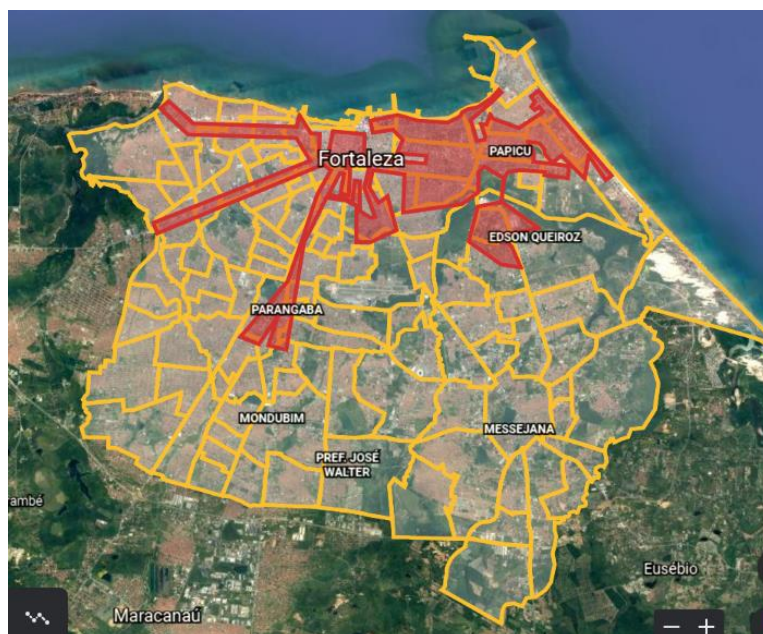 Fortaleza
PAPICU
EDSON QUEIROZ
PARANGABA
MONDUBIM
MESSEJANA
PREF. JOSÉ
WALTER
rambé
Eusébio
Maracanaú
− +